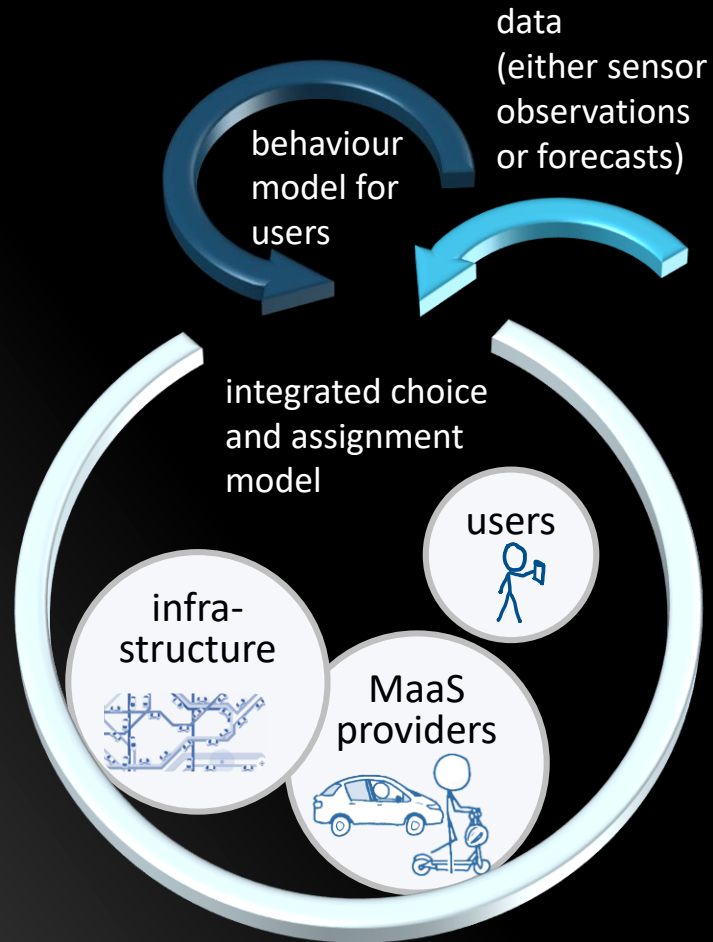 data
(either sensor
observations
or forecasts)
behaviour
model for
users
integrated choice
and assignment
model
users
infra-
structure
MaaS
providers